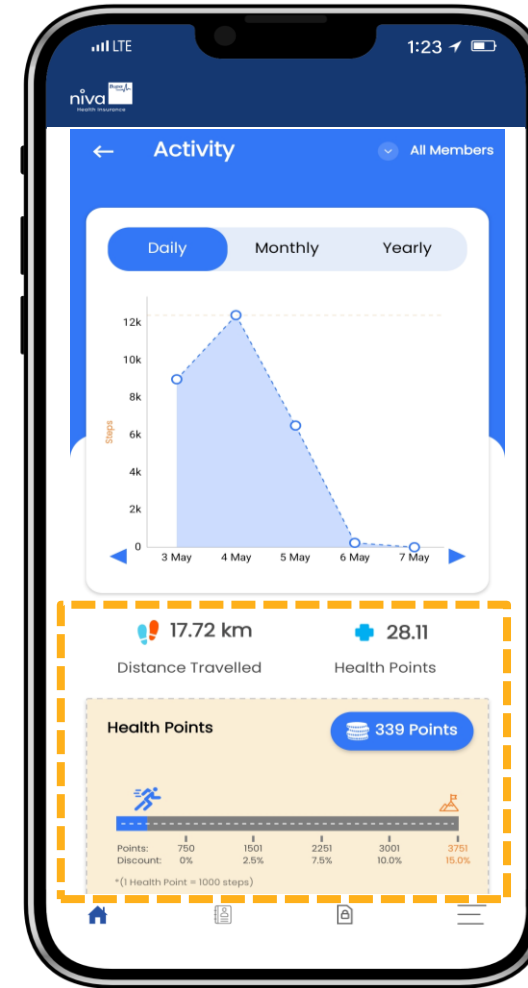 LTE 1:23
niva Bupa
Health Insurance
Activity All Members
Daily Monthly Yearly
12k
10k
8k
6k
4k
2k
0
Steps
3 May 4 May 5 May 6 May 7 May
17.72 km 28.11
Distance Travelled Health Points
Health Points 339 Points
Points: 750 1501 2251 3001 3751
Discount: 0% 2.5% 7.5% 10.0% 15.0%
*(1 Health Point = 1000 steps)